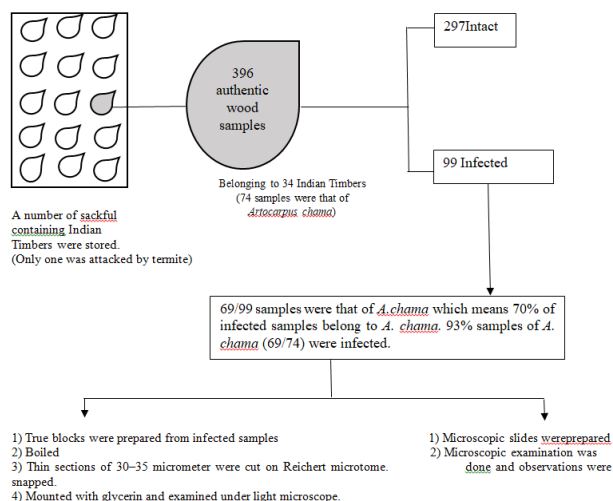 297Intact
396
authentic
wood
samples
99 Infected
Belonging to 34 Indian Timbers
(74 samples were that of
Artocarpus chama)
A number of sackful
containing Indian
Timbers were stored.
(Only one was attacked by termite)
69/99 samples were that of A.chama which means 70% of
infected samples belong to A. chama. 93% samples of A.
chama (69/74) were infected.
1) True blocks were prepared from infected samples
2) Boiled
3) Thin sections of 30–35 micrometer were cut on Reichert microtome.
snapped.
4) Mounted with glycerin and examined under light microscope.
1) Microscopic slides wereprepared
2) Microscopic examination was
done and observations were